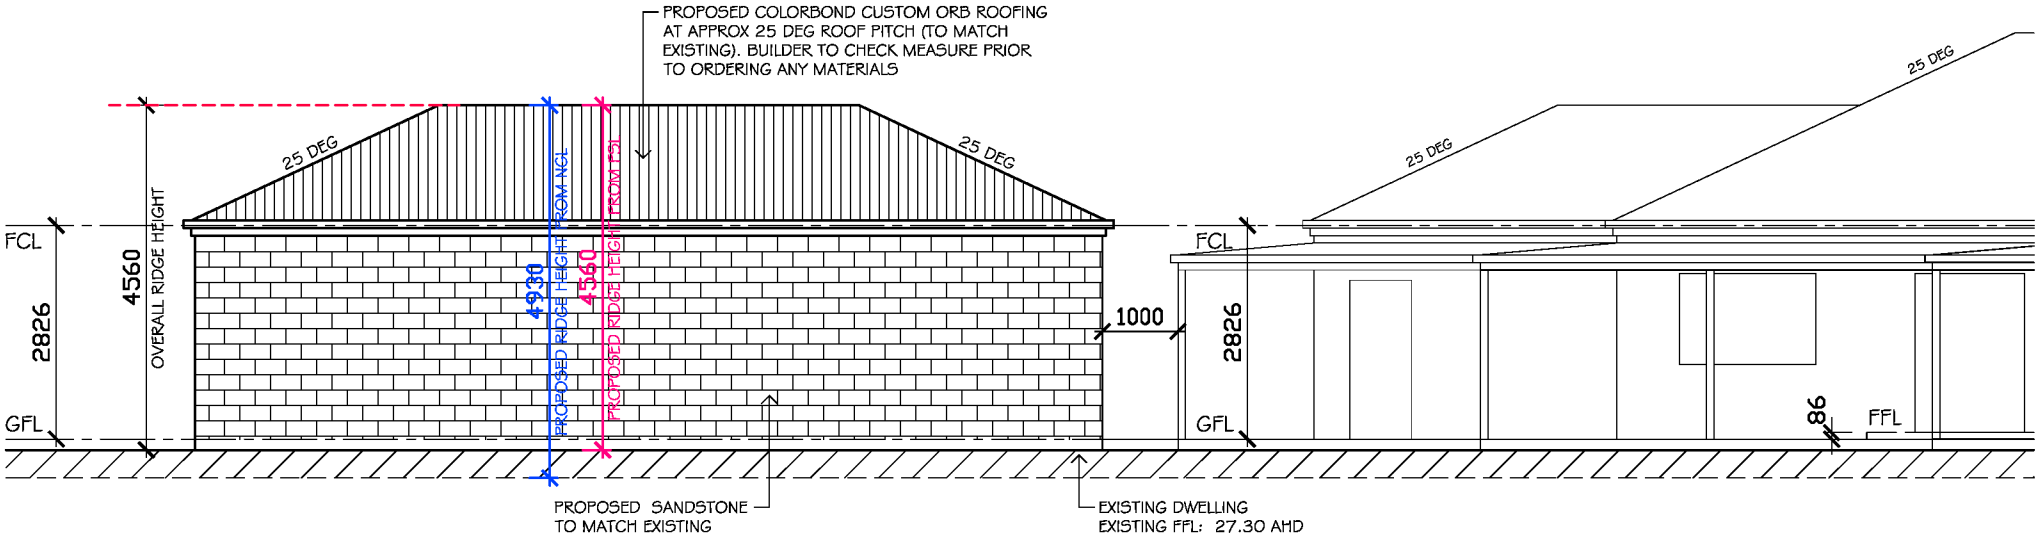 PROPOSED COLORBOND CUSTOM ORB ROOFING
AT APPROX 25 DEG ROOF PITCH (TO MATCH
EXISTING). BUILDER TO CHECK MEASURE PRIOR
TO ORDERING ANY MATERIALS
25 DEG
25 DEG
25 DEG
25 DEG
FCL
GFL
2826
4560
OVERALL RIDGE HEIGHT
4930
PROPOSED RIDGE HEIGHT FROM NGL
4560
PROPOSED RIDGE HEIGHT FROM FSL
1000
FCL
GFL
2826
86
FFL
PROPOSED SANDSTONE
TO MATCH EXISTING
EXISTING DWELLING
EXISTING FFL: 27.30 AHD